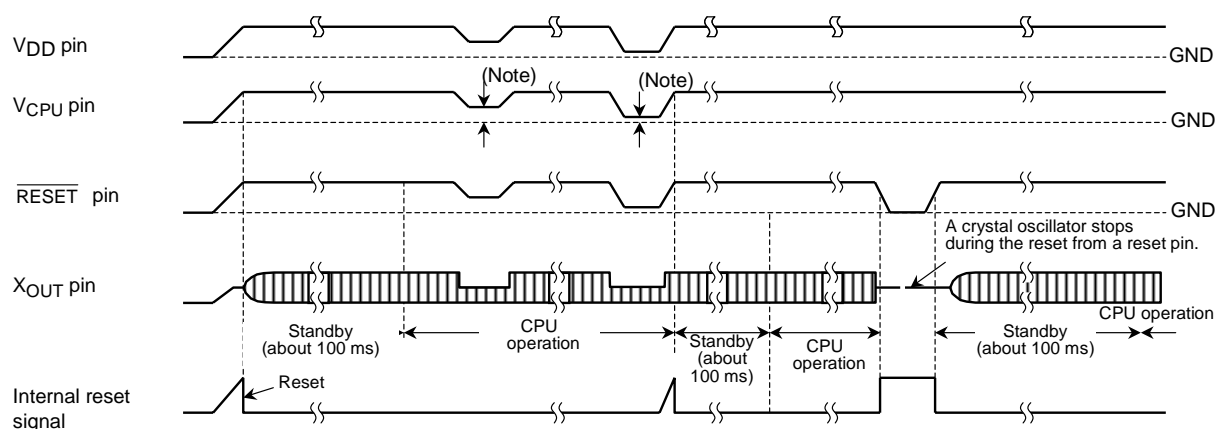 VDD pin
GND
(Note)
(Note)
VCPU pin
GND
RESET pin
GND
A crystal oscillator stops
during the reset from a reset pin.
XOUT pin
CPU operation
Standby
(about 100 ms)
CPU
operation
Standby
(about
100 ms)
CPU
operation
Standby
(about 100 ms)
Reset
Internal reset
signal